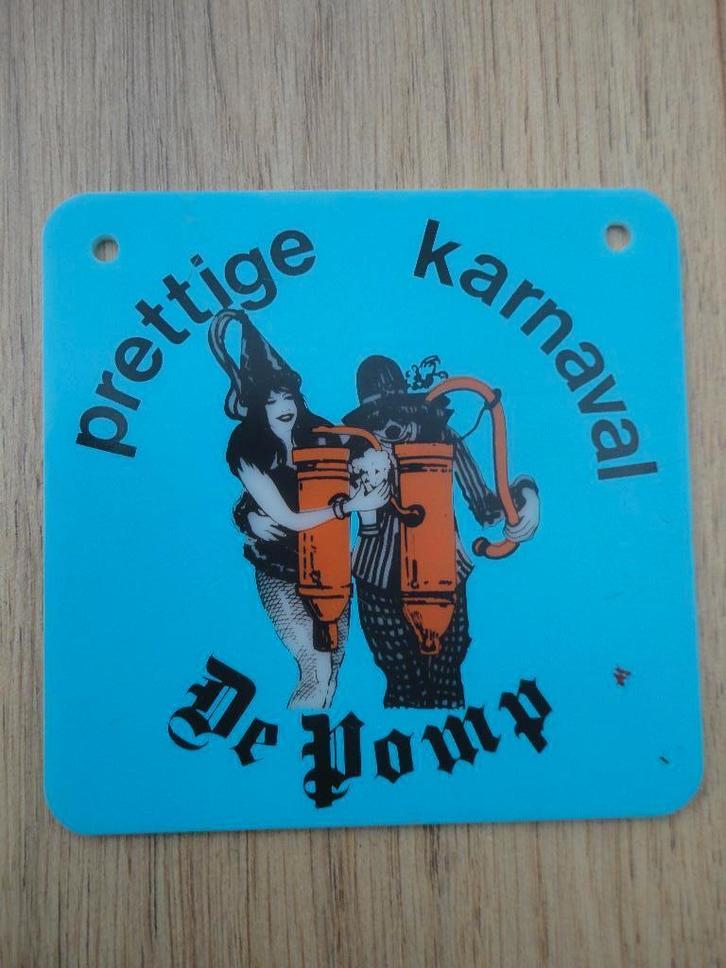 prettige karnaval
De Pomp